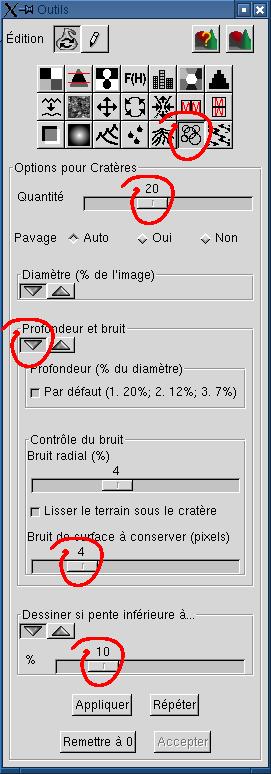 Outils
Édition
F(H)
Options pour Cratères
20
Quantité
Pavage Auto Oui Non
Diamètre (% de l'image)
Profondeur et bruit
Profondeur (% du diamètre)
Par défaut (1. 20%; 2. 12%; 3. 7%)
Contrôle du bruit
Bruit radial (%)
4
Lisser le terrain sous le cratère
Bruit de surface à conserver (pixels)
4
Dessiner si pente inférieure à...
10
%
Appliquer Répéter
Remettre à 0 Accepter